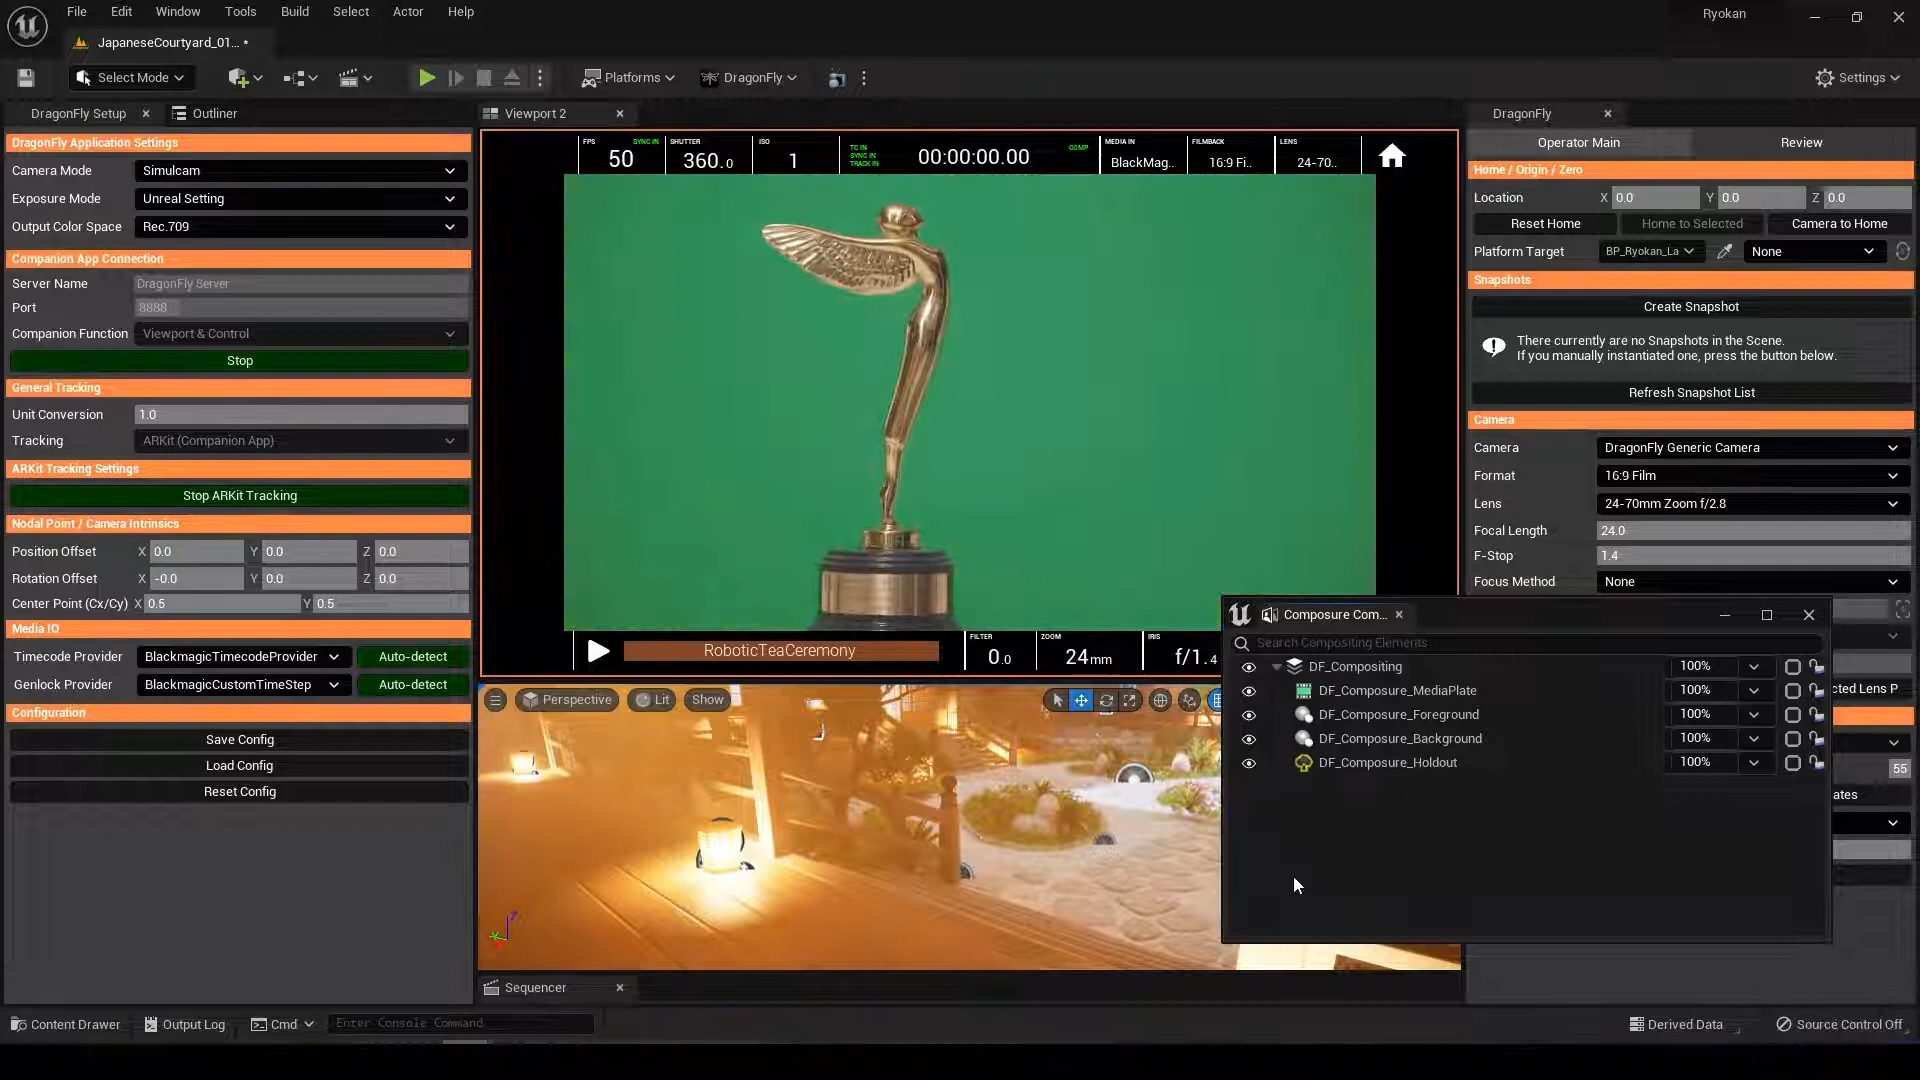 File Edit Window Tools Build Select Actor Help
Ryokan
JapaneseCourtyard_01... *
Select Mode
Platforms
DragonFly
Settings
DragonFly Setup
Outliner
DragonFly Application Settings
Camera Mode Simulcam
Exposure Mode Unreal Setting
Output Color Space Rec.709
Companion App Connection
Server Name DragonFly Server
Port 8888
Companion Function Viewport & Control
Stop
General Tracking
Unit Conversion 1.0
Tracking ARKit (Companion App)
ARKit Tracking Settings
Stop ARKit Tracking
Nodal Point / Camera Intrinsics
Position Offset X 0.0 Y 0.0 Z 0.0
Rotation Offset X -0.0 Y 0.0 Z 0.0
Center Point (Cx/Cy) X 0.5 Y 0.5
Media IO
Timecode Provider BlackmagicTimecodeProvider Auto-detect
Genlock Provider BlackmagicCustomTimeStep Auto-detect
Configuration
Save Config
Load Config
Reset Config
Viewport 2
FPS SYNC IN 50
SHUTTER 360.0
ISO 1
TC IN
SYNC IN
TRACK IN
00:00:00.00
COMP
MEDIA IN BlackMag..
FILMBACK 16:9 Fi..
LENS 24-70..
RoboticTeaCeremony
FILTER 0.0
ZOOM 24mm
IRIS f/1.4
Perspective Lit Show
Sequencer
DragonFly
Operator Main Review
Home / Origin / Zero
Location X 0.0 Y 0.0 Z 0.0
Reset Home Home to Selected Camera to Home
Platform Target BP_Ryokan_La None
Snapshots
Create Snapshot
There currently are no Snapshots in the Scene.
If you manually instantiated one, press the button below.
Refresh Snapshot List
Camera
Camera DragonFly Generic Camera
Format 16:9 Film
Lens 24-70mm Zoom f/2.8
Focal Length 24.0
F-Stop 1.4
Focus Method None
cted Lens P
55
ates
Composure Com...
Search Compositing Elements
DF_Compositing 100%
DF_Composure_MediaPlate 100%
DF_Composure_Foreground 100%
DF_Composure_Background 100%
DF_Composure_Holdout 100%
Content Drawer Output Log Cmd Enter Console Command
Derived Data Source Control Off